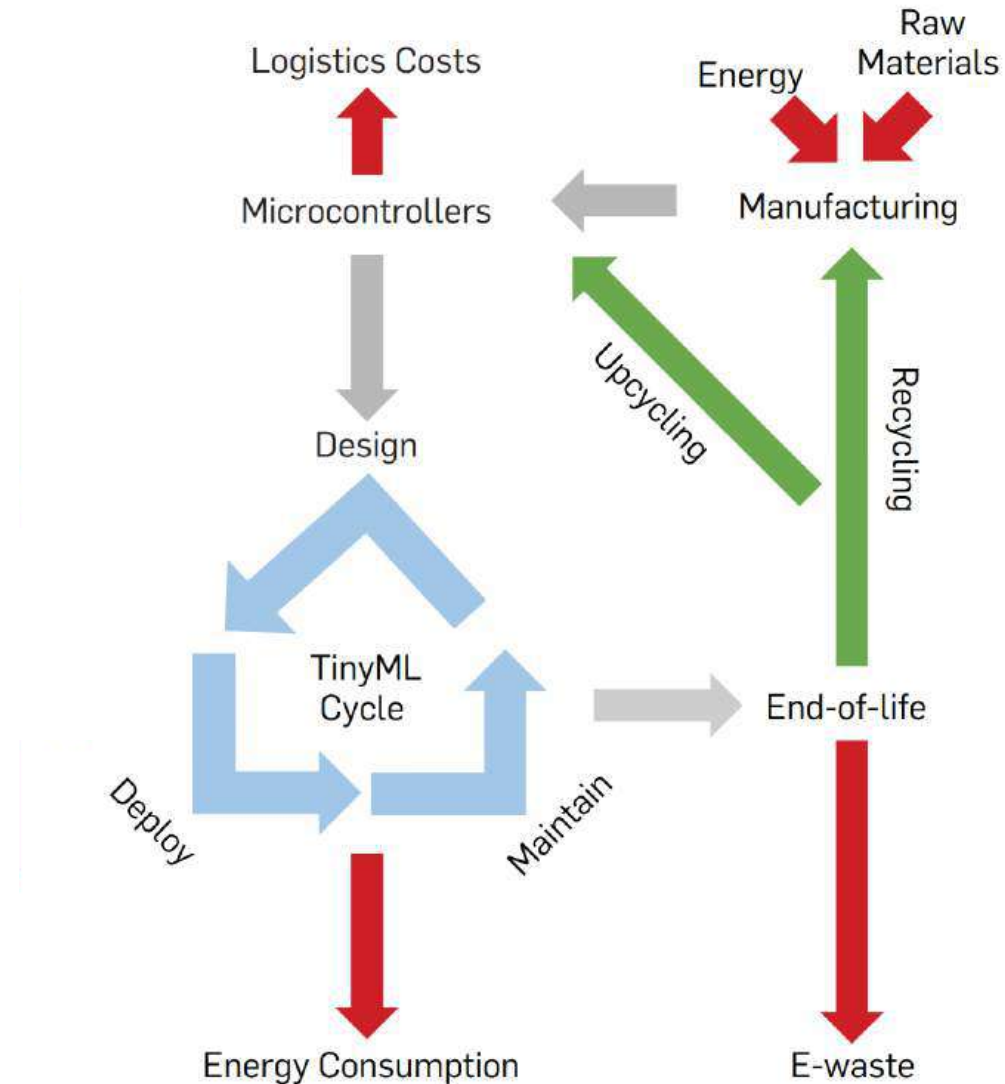 Logistics Costs
Energy
Raw
Materials
Microcontrollers
Manufacturing
Upcycling
Recycling
Design
TinyML
Cycle
End-of-life
Deploy
Maintain
Energy Consumption
E-waste